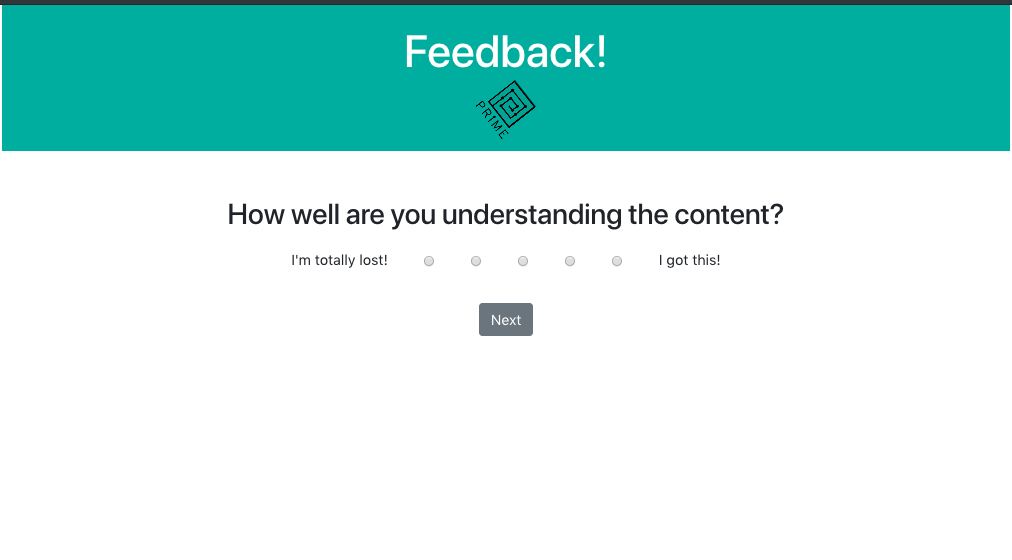 Feedback!
PRIME
How well are you understanding the content?
I'm totally lost! I got this!
Next